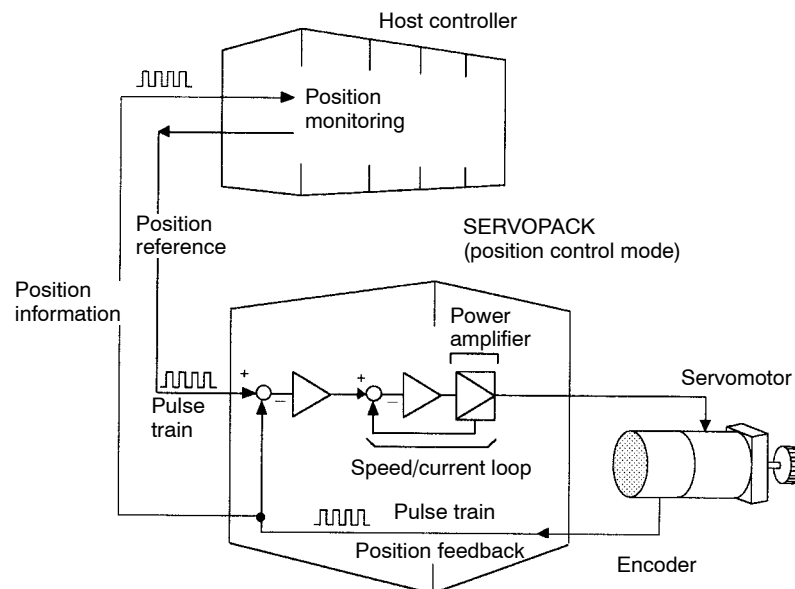 Host controller
Position
monitoring
Position
reference
SERVOPACK
(position control mode)
Position
information
Power
amplifier
+
−
+
−
Servomotor
Pulse
train
Speed/current loop
Pulse train
Position feedback
Encoder